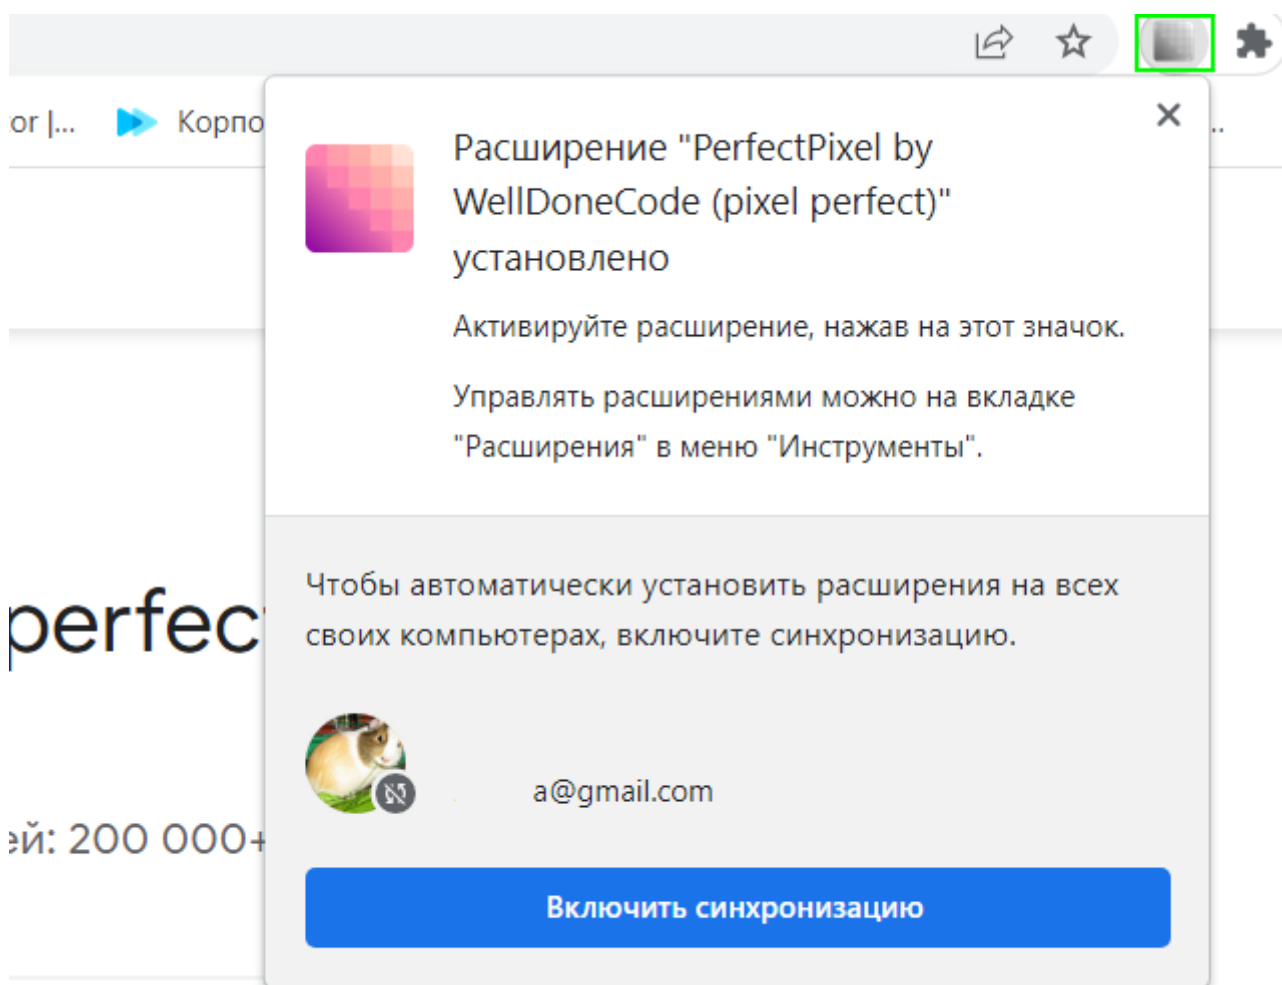 or |...
Корпо
..
Расширение "PerfectPixel by
WellDoneCode (pixel perfect)"
установлено
Активируйте расширение, нажав на этот значок.
Управлять расширениями можно на вкладке
"Расширения" в меню "Инструменты".
perfec
Чтобы автоматически установить расширения на всех
своих компьютерах, включите синхронизацию.
a@gmail.com
ей: 200 000+
Включить синхронизацию